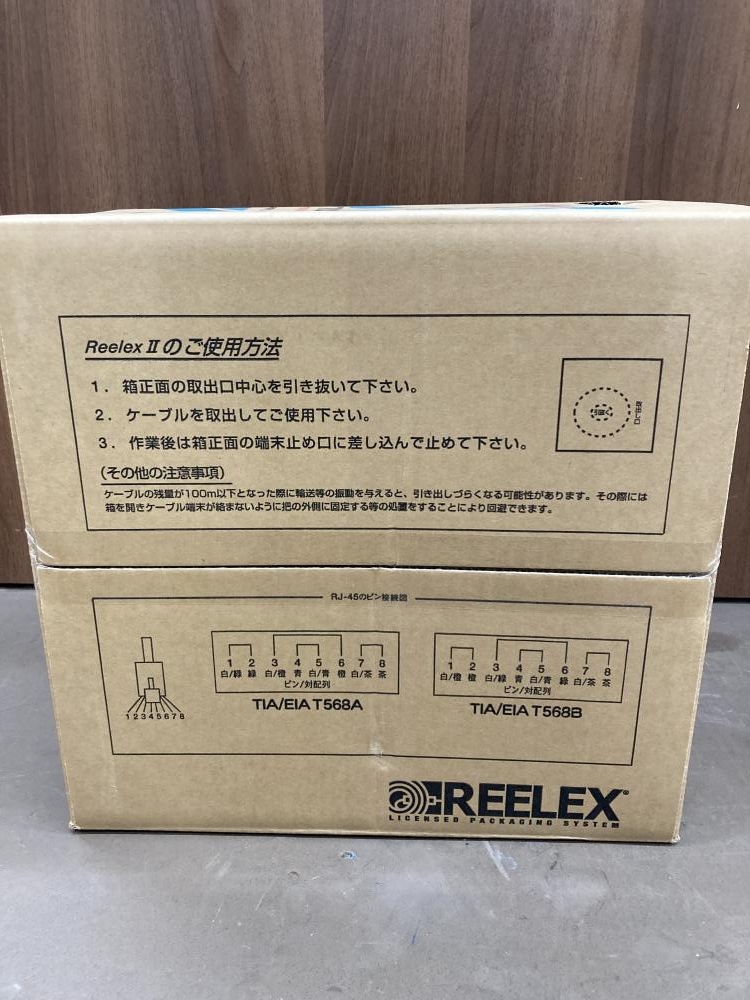 Reelex Ⅱのご使用方法
1. 箱正面の取出口中心を引き抜いて下さい。
2. ケーブルを取出してご使用下さい。
3. 作業後は箱正面の端末止め口に差し込んで止めて下さい。
取出し口
(その他の注意事項)
ケーブルの残量が100m以下となった際に輸送等の振動を与えると、引き出しづらくなる可能性があります。その際には
箱を開きケーブル端末が絡まないように把の外側に固定する等の処置をすることにより回避できます。
RJ-45のピン接続図
12345678
1 2 3 4 5 6 7 8
白/緑 緑 白/橙 青 白/青 橙 白/茶 茶
ピン/対配列
TIA/EIA T568A
1 2 3 4 5 6 7 8
白/橙 橙 白/緑 青 白/青 緑 白/茶 茶
ピン/対配列
TIA/EIA T568B
REELEX®
LICENSED PACKAGING SYSTEM